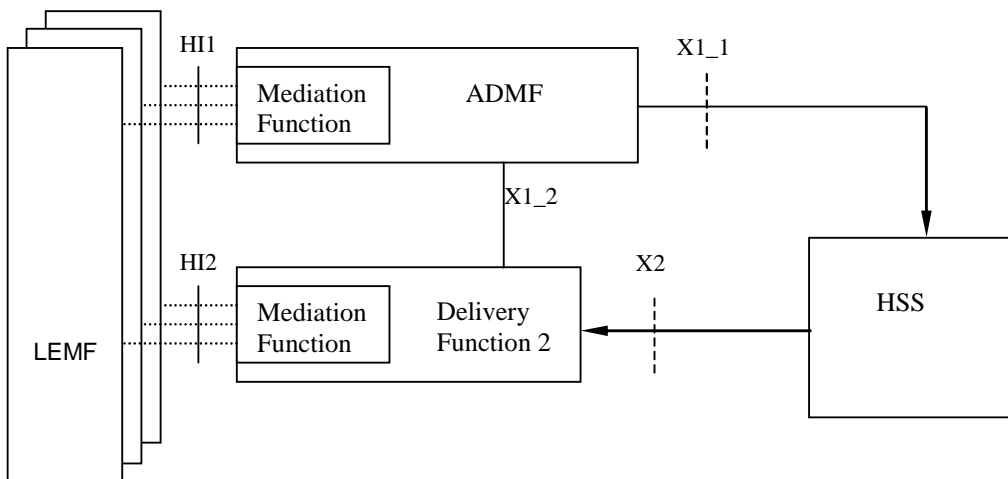 HI1
X1_1
Mediation
Function
ADMF
X1_2
HI2
X2
Mediation
Function
Delivery
Function 2
HSS
LEMF